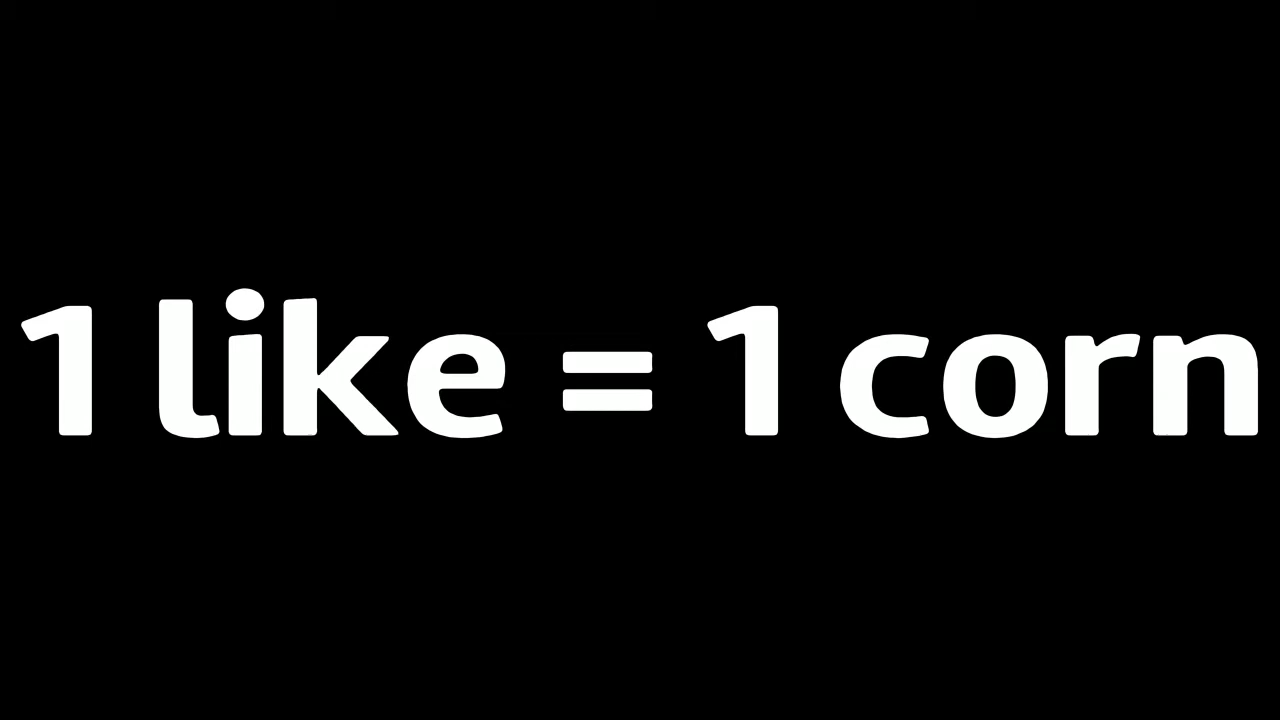 1 like = 1 corn